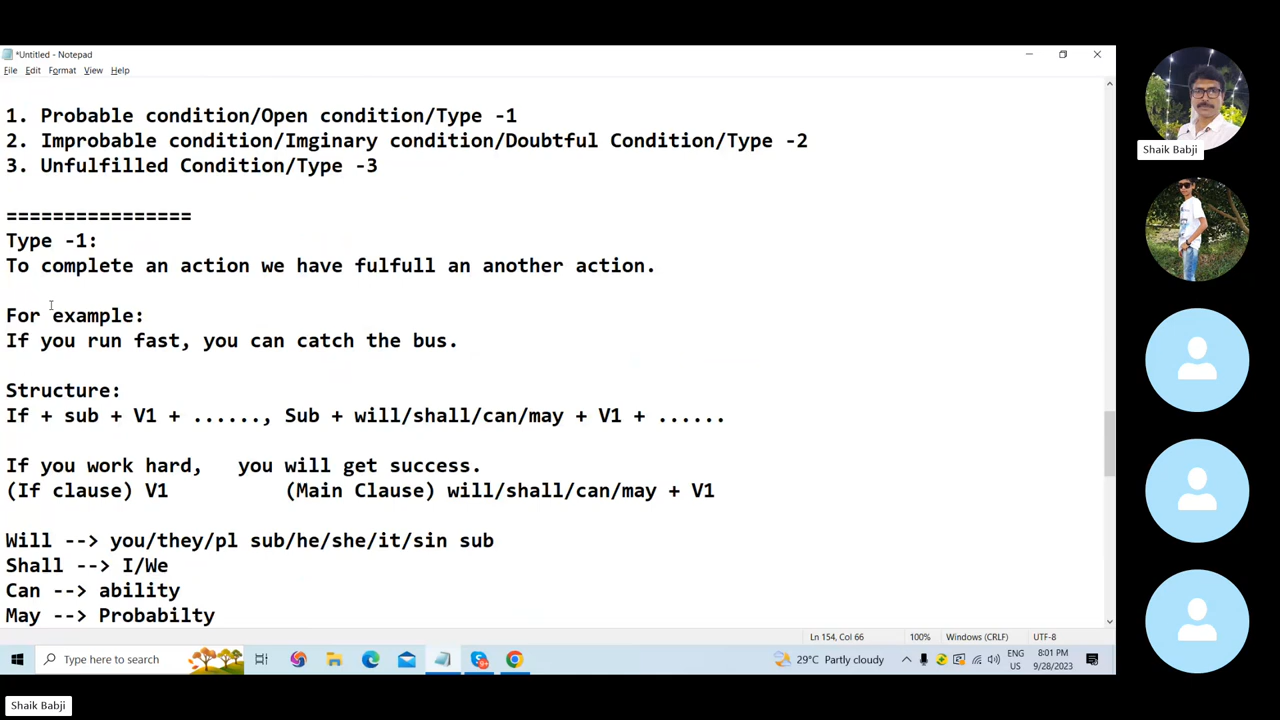 *Untitled - Notepad
File Edit Format View Help
1. Probable condition/Open condition/Type -1
2. Improbable condition/Imginary condition/Doubtful Condition/Type -2
3. Unfulfilled Condition/Type -3
================
Type -1:
To complete an action we have fulfull an another action.
For example:
If you run fast, you can catch the bus.
Structure:
If + sub + V1 + ......, Sub + will/shall/can/may + V1 + ......
If you work hard, you will get success.
(If clause) V1 (Main Clause) will/shall/can/may + V1
Will --> you/they/pl sub/he/she/it/sin sub
Shall --> I/We
Can --> ability
May --> Probabilty
Ln 154, Col 66 100% Windows (CRLF) UTF-8
Type here to search
29°C Partly cloudy
ENG
US
8:01 PM
9/28/2023
Shaik Babji
Shaik Babji